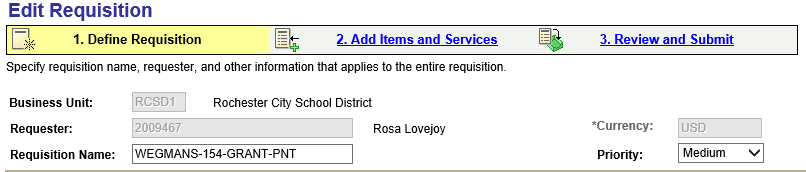 Edit Requisition
1. Define Requisition 2. Add Items and Services 3. Review and Submit
Specify requisition name, requester, and other information that applies to the entire requisition.
Business Unit: RCSD1 Rochester City School District
Requester: 2009467 Rosa Lovejoy *Currency: USD
Requisition Name: WEGMANS-154-GRANT-PNT Priority: Medium